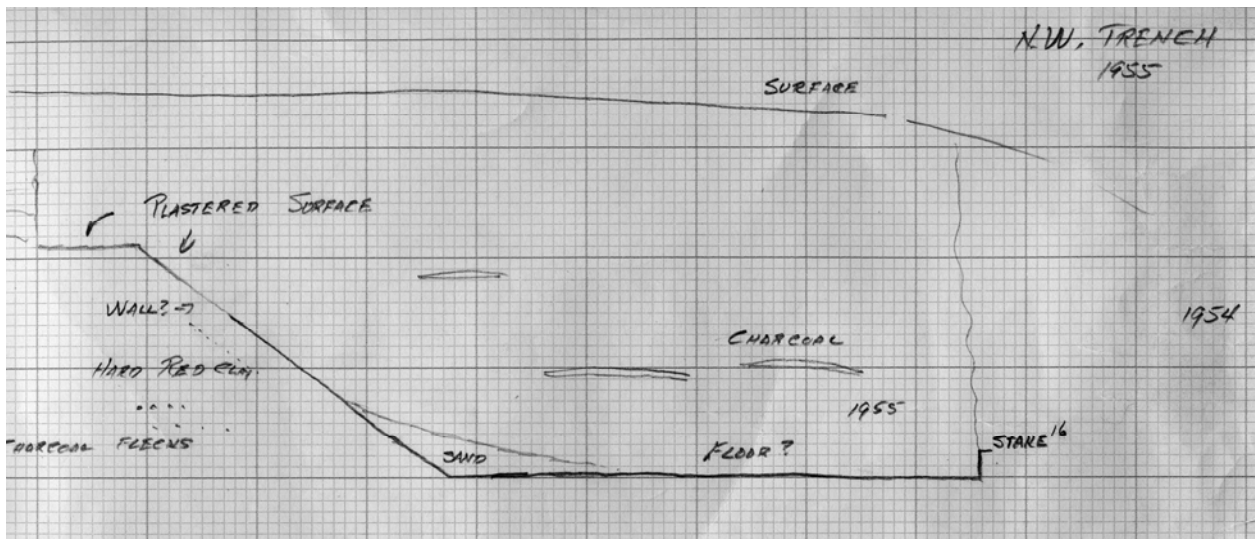 N.W. TRENCH
1955
SURFACE
PLASTERED SURFACE
WALL?
1954
CHARCOAL
HARD RED CLAY
1955
CHARCOAL FLECKS
SAND
FLOOR?
STAKE 16